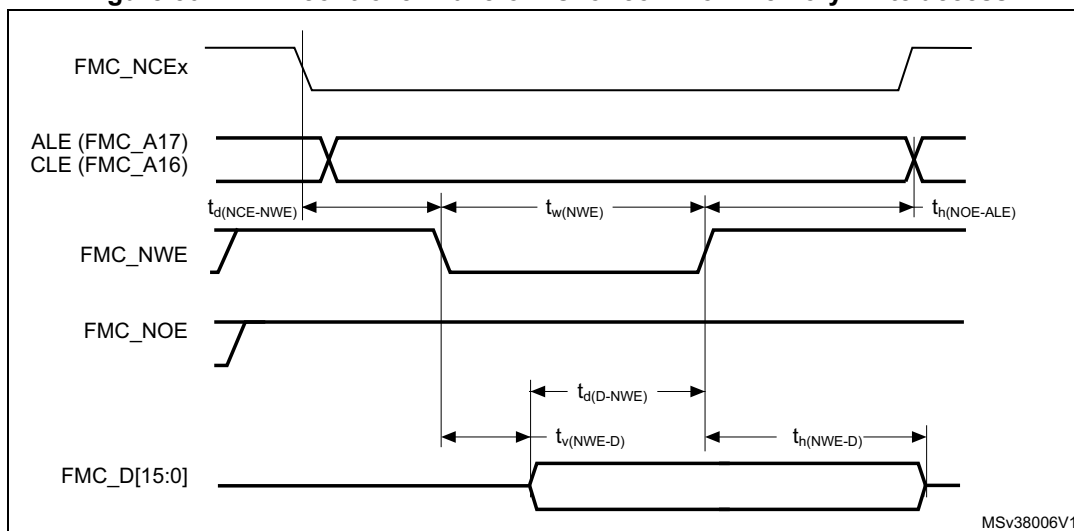 FMC_NCEx
ALE (FMC_A17)
CLE (FMC_A16)
td(NCE-NWE)
tw(NWE)
th(NOE-ALE)
FMC_NWE
FMC_NOE
td(D-NWE)
tv(NWE-D)
th(NWE-D)
FMC_D[15:0]
MSv38006V1